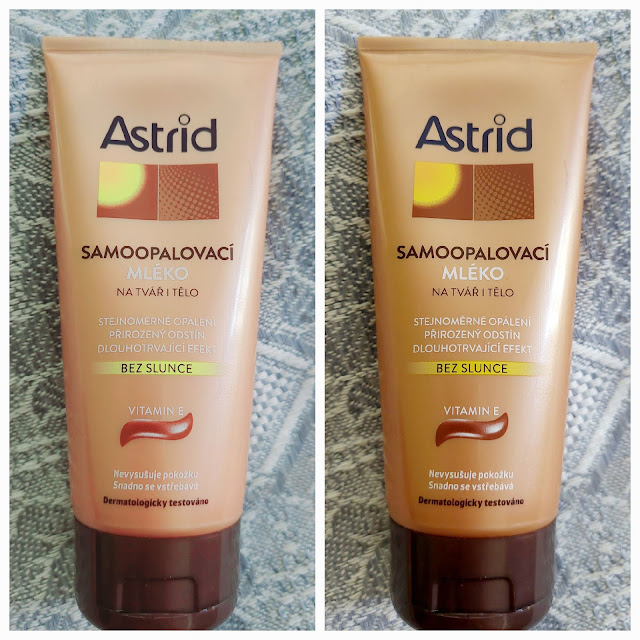 Astrid
SAMOOPALOVACÍ
MLÉKO
NA TVÁŘ I TĚLO
STEJNOMĚRNÉ OPÁLENÍ
PŘIROZENÝ ODSTÍN
DLOUHOTRVAJÍCÍ EFEKT
BEZ SLUNCE
VITAMIN E
Nevysušuje pokožku
Snadno se vstřebává
Dermatologicky testováno
Astrid
SAMOOPALOVACÍ
MLÉKO
NA TVÁŘ I TĚLO
STEJNOMĚRNÉ OPÁLENÍ
PŘIROZENÝ ODSTÍN
DLOUHOTRVAJÍCÍ EFEKT
BEZ SLUNCE
VITAMIN E
Nevysušuje pokožku
Snadno se vstřebává
Dermatologicky testováno